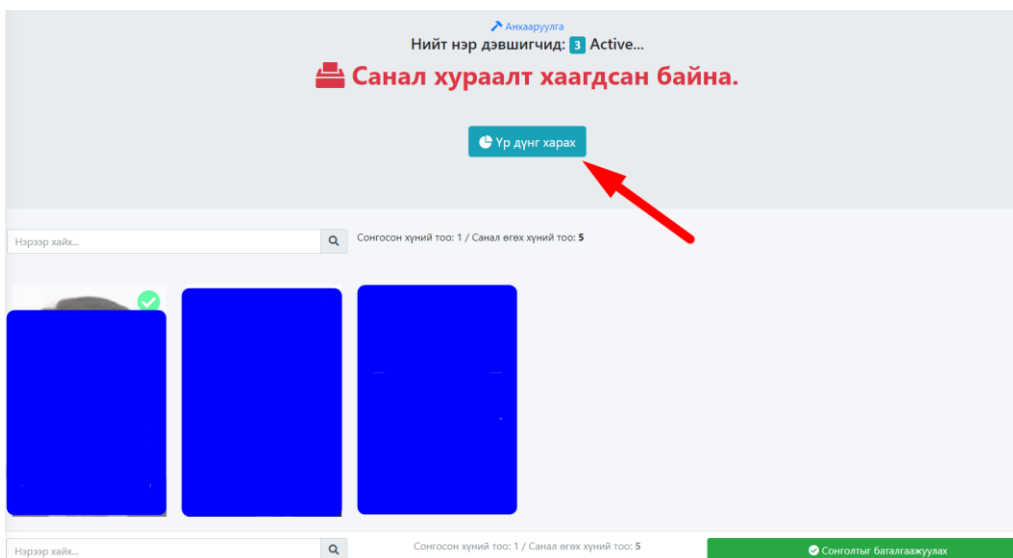 Анхааруулга
Нийт нэр дэвшигчид: 3 Active...
Санал хураалт хаагдсан байна.
Үр дүнг харах
Нэрээр хайх...
Сонгосон хүний тоо: 1 / Санал өгөх хүний тоо: 5
Нэрээр хайх...
Сонгосон хүний тоо: 1 / Санал өгөх хүний тоо: 5
Сонголтыг баталгаажуулах